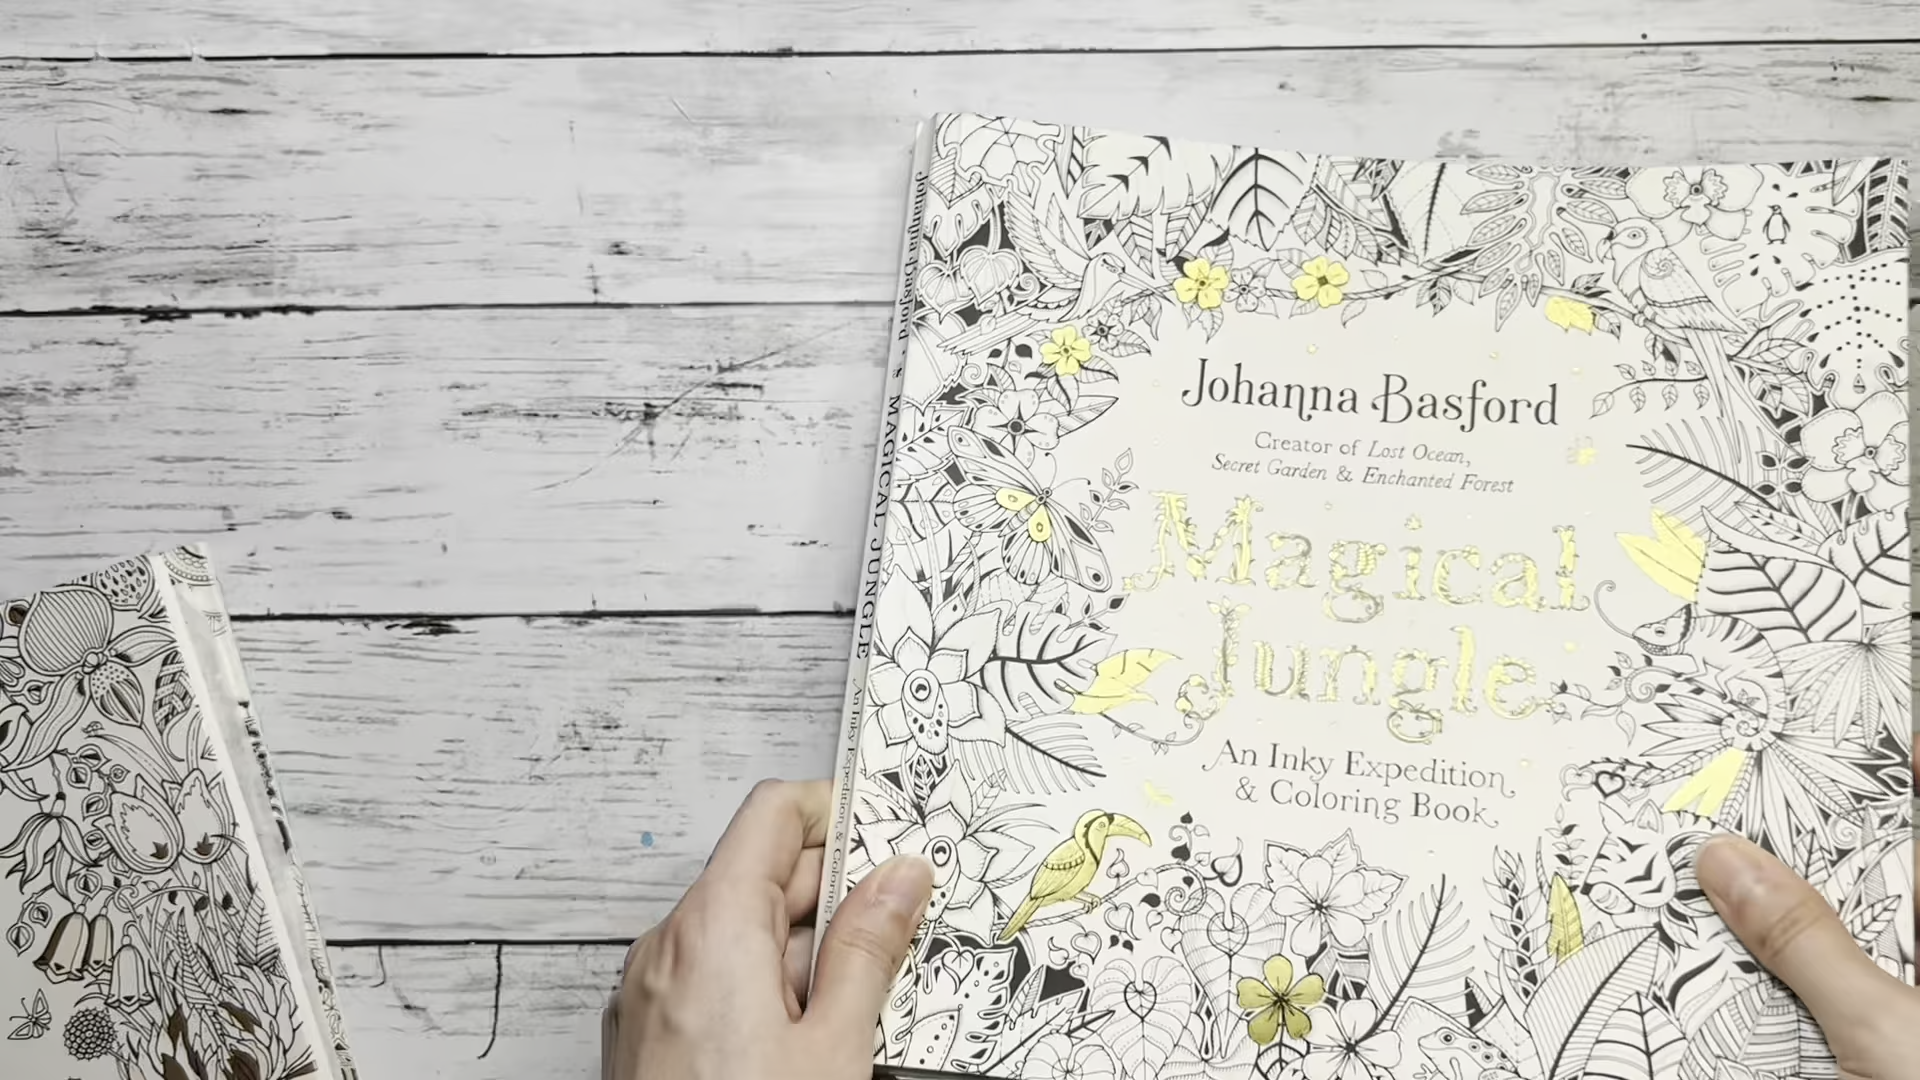 Johanna Basford
Creator of Lost Ocean,
Secret Garden & Enchanted Forest
Magical
Jungle
An Inky Expedition
& Coloring Book
Johanna Basford MAGICAL JUNGLE An Inky Expedition & Coloring